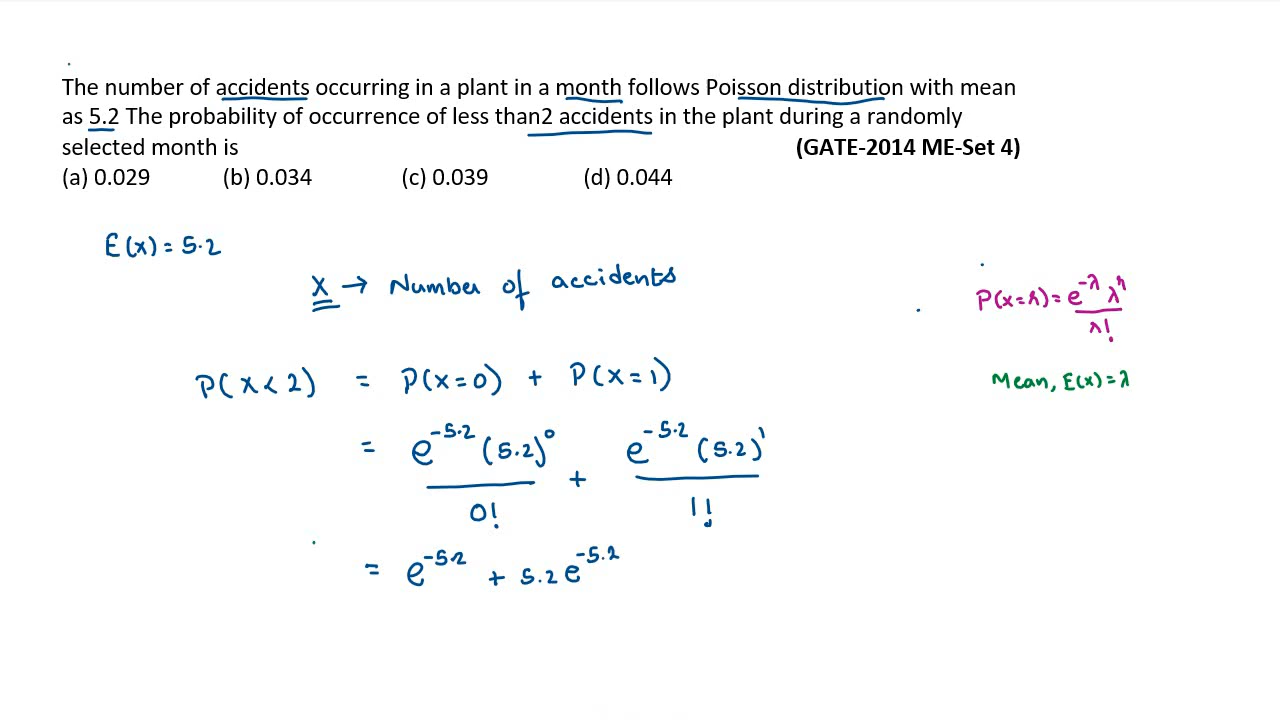 The number of accidents occurring in a plant in a month follows Poisson distribution with mean
as 5.2 The probability of occurrence of less than2 accidents in the plant during a randomly
selected month is (GATE-2014 ME-Set 4)
(a) 0.029 (b) 0.034 (c) 0.039 (d) 0.044
E(x) = 5.2
X → Number of accidents
P(x=r) = e^-λ λ^r / r!
Mean, E(x) = λ
P(X < 2) = P(X=0) + P(X=1)
= e^-5.2 (5.2)^0 / 0! + e^-5.2 (5.2)^1 / 1!
= e^-5.2 + 5.2 e^-5.2